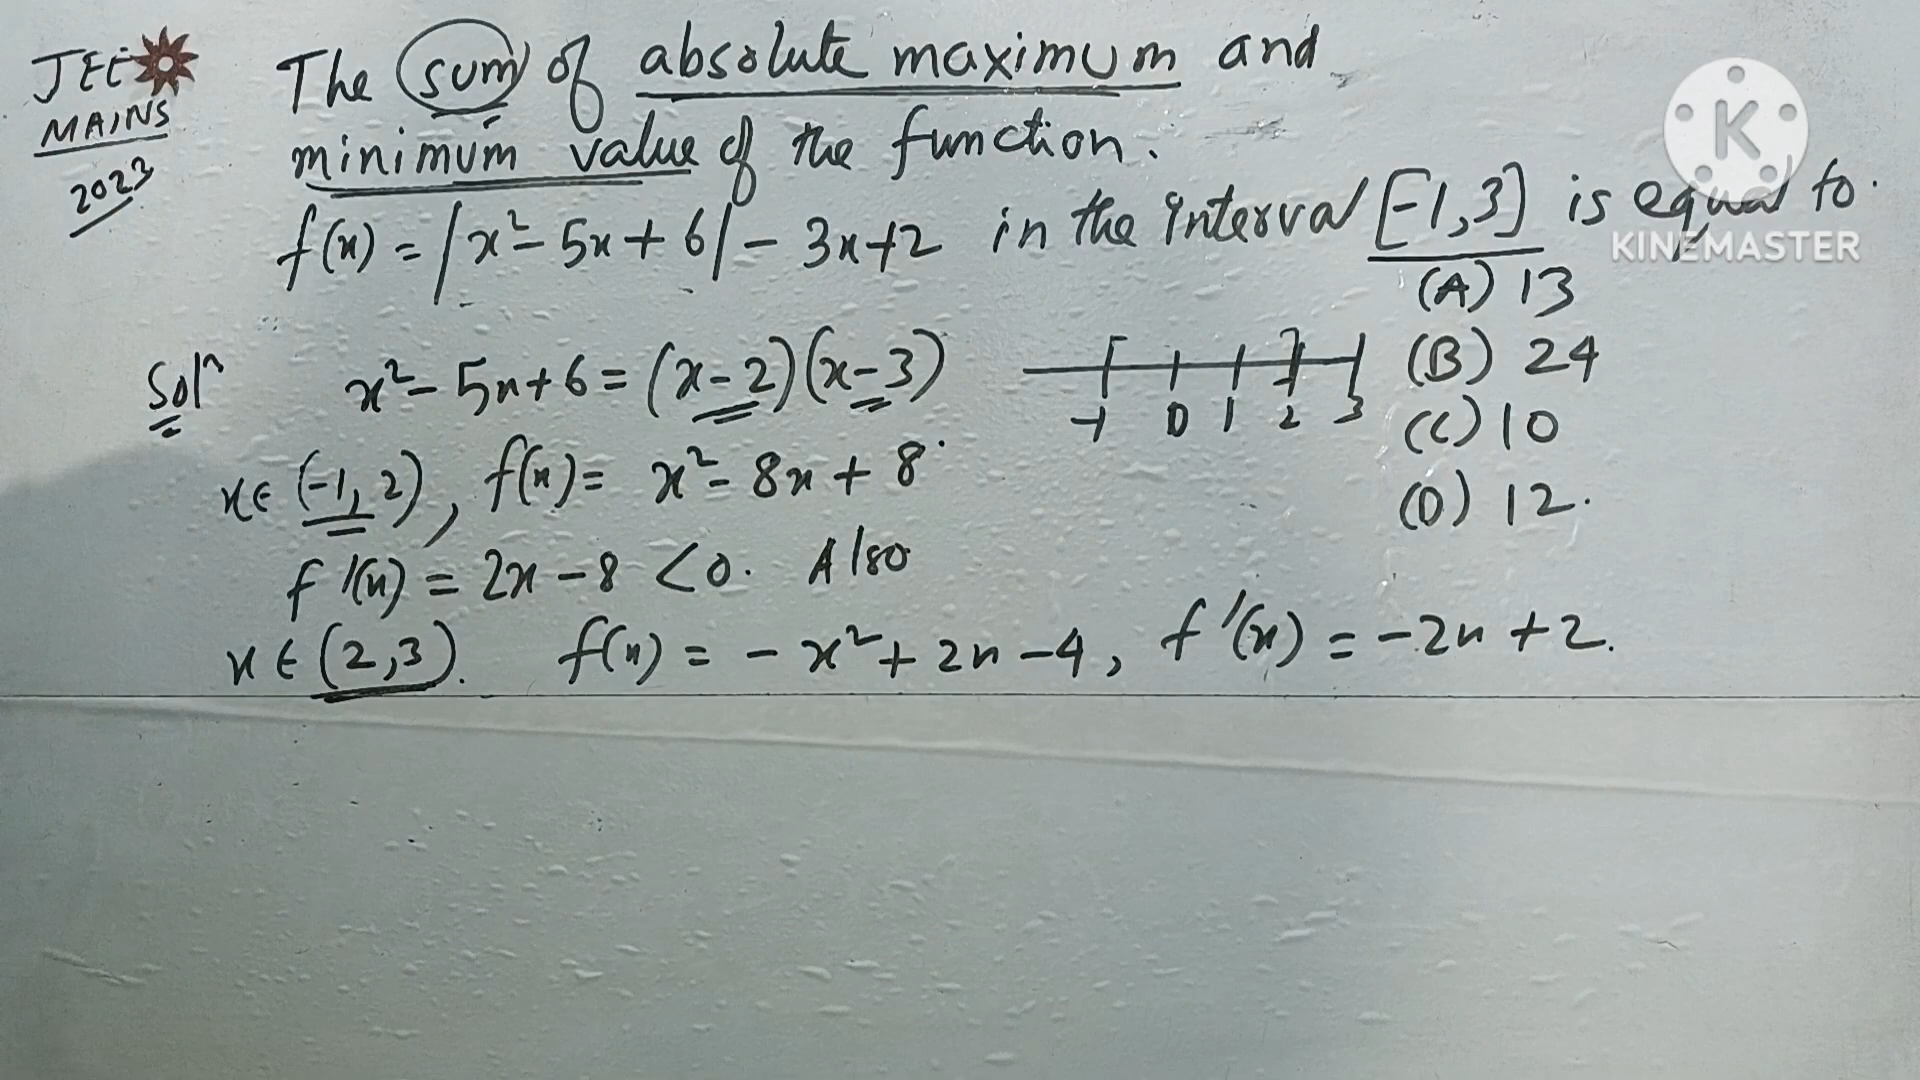 JEE
MAINS
2023
The sum of absolute maximum and
minimum value of the function.
f(x) = |x² - 5x + 6| - 3x + 2 in the interval [-1, 3] is equal to.
K
KINEMASTER
(A) 13
(B) 24
(C) 10
(D) 12.
Solⁿ x² - 5x + 6 = (x - 2)(x - 3)
-1 0 1 2 3
x ∈ (-1, 2), f(x) = x² - 8x + 8.
f'(x) = 2x - 8 < 0. Also
x ∈ (2, 3). f(x) = - x² + 2x - 4, f'(x) = -2x + 2.